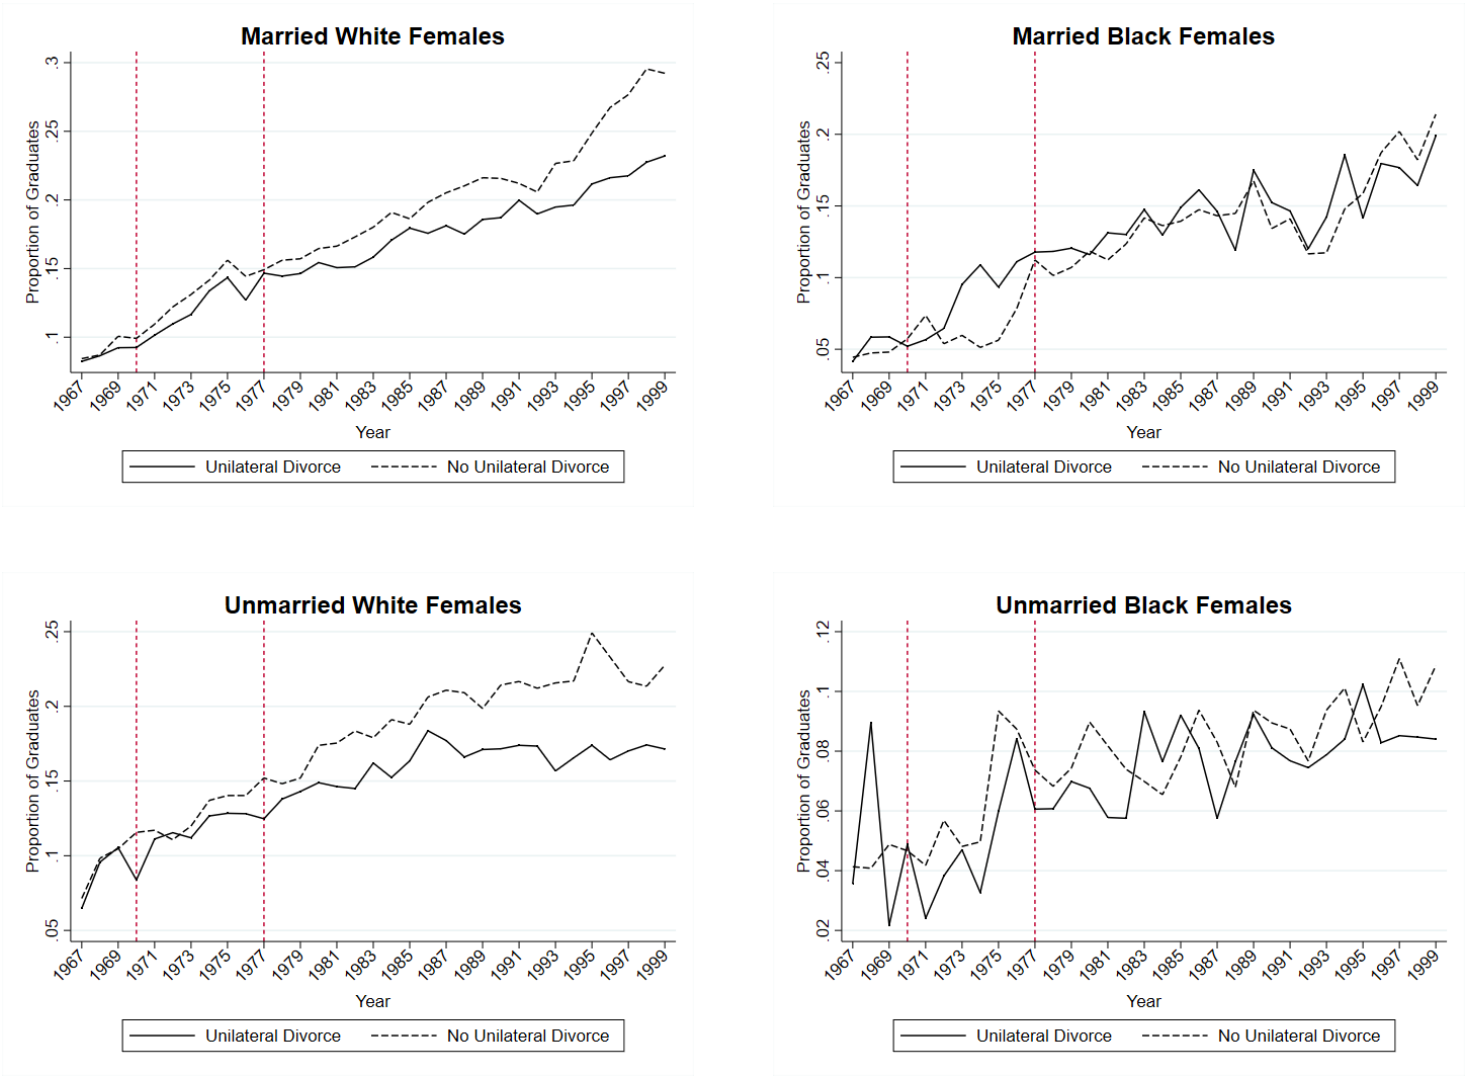 Married White Females
Proportion of Graduates
.3
.25
.2
.15
.1
1967 1969 1971 1973 1975 1977 1979 1981 1983 1985 1987 1989 1991 1993 1995 1997 1999
Year
Unilateral Divorce No Unilateral Divorce
Married Black Females
Proportion of Graduates
.25
.2
.15
.1
.05
1967 1969 1971 1973 1975 1977 1979 1981 1983 1985 1987 1989 1991 1993 1995 1997 1999
Year
Unilateral Divorce No Unilateral Divorce
Unmarried White Females
Proportion of Graduates
.25
.2
.15
.1
.05
1967 1969 1971 1973 1975 1977 1979 1981 1983 1985 1987 1989 1991 1993 1995 1997 1999
Year
Unilateral Divorce No Unilateral Divorce
Unmarried Black Females
Proportion of Graduates
.12
.1
.08
.06
.04
.02
1967 1969 1971 1973 1975 1977 1979 1981 1983 1985 1987 1989 1991 1993 1995 1997 1999
Year
Unilateral Divorce No Unilateral Divorce